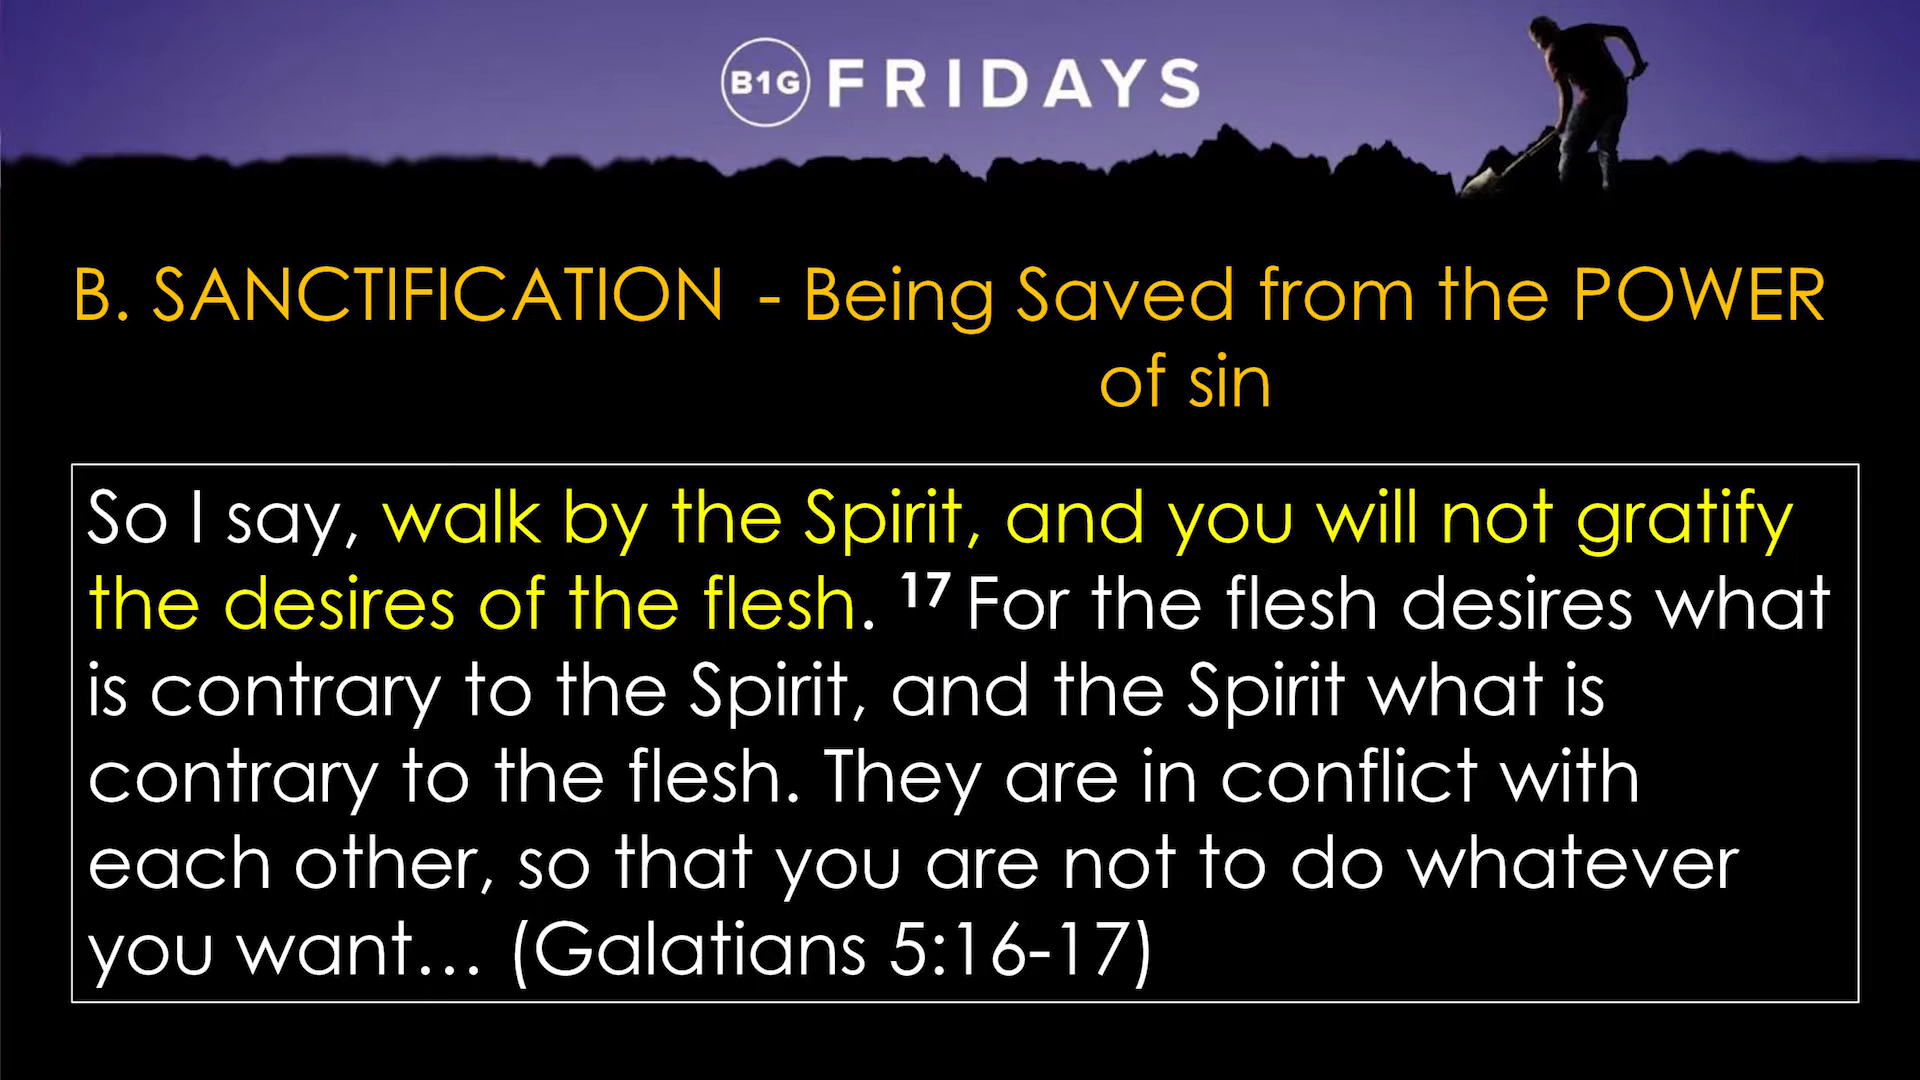 B1G FRIDAYS
B. SANCTIFICATION - Being Saved from the POWER
of sin
So I say, walk by the Spirit, and you will not gratify
the desires of the flesh. 17 For the flesh desires what
is contrary to the Spirit, and the Spirit what is
contrary to the flesh. They are in conflict with
each other, so that you are not to do whatever
you want… (Galatians 5:16-17)